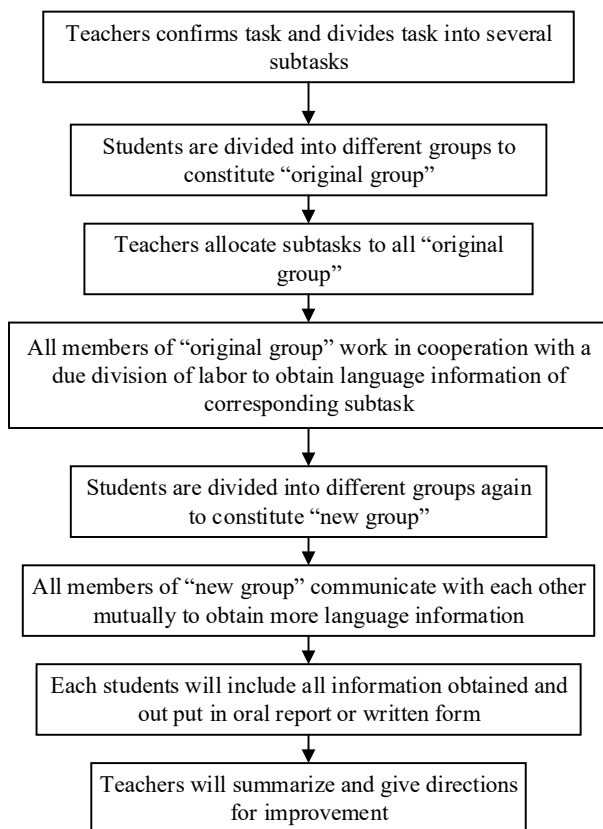 Teachers confirms task and divides task into several
subtasks
Students are divided into different groups to
constitute “original group”
Teachers allocate subtasks to all “original
group”
All members of “original group” work in cooperation with a
due division of labor to obtain language information of
corresponding subtask
Students are divided into different groups again
to constitute “new group”
All members of “new group” communicate with each other
mutually to obtain more language information
Each students will include all information obtained and
out put in oral report or written form
Teachers will summarize and give directions
for improvement